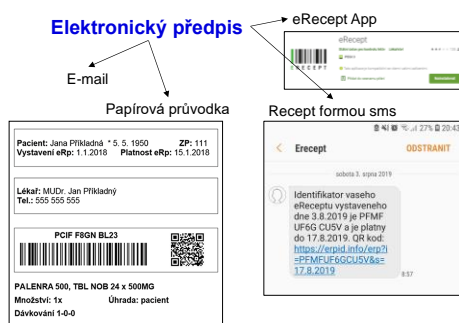 Elektronický předpis
eRecept App
eRecept
E-mail
Papírová průvodka
Recept formou sms
Pacient: Jana Příkladná * 5. 5. 1950 ZP: 111
Vystavení eRp: 1.1.2018 Platnost eRp: 15.1.2018
Lékař: MUDr. Jan Příkladný
Tel.: 555 555 555
PCIF F8GN BL23
PALENRA 500, TBL NOB 24 x 500MG
Množství: 1x Úhrada: pacient
Dávkování 1-0-0
27% 20:43
Erecept ODSTRANIT
sobota 3. srpna 2019
Identifikator vaseho
eReceptu vystaveneho
dne 3.8.2019 je PFMF
UF6G CU5V a je platny
do 17.8.2019. QR kod:
https://erpid.info/erp?i
=PFMFUF6GCU5V&s=
17.8.2019
8:57